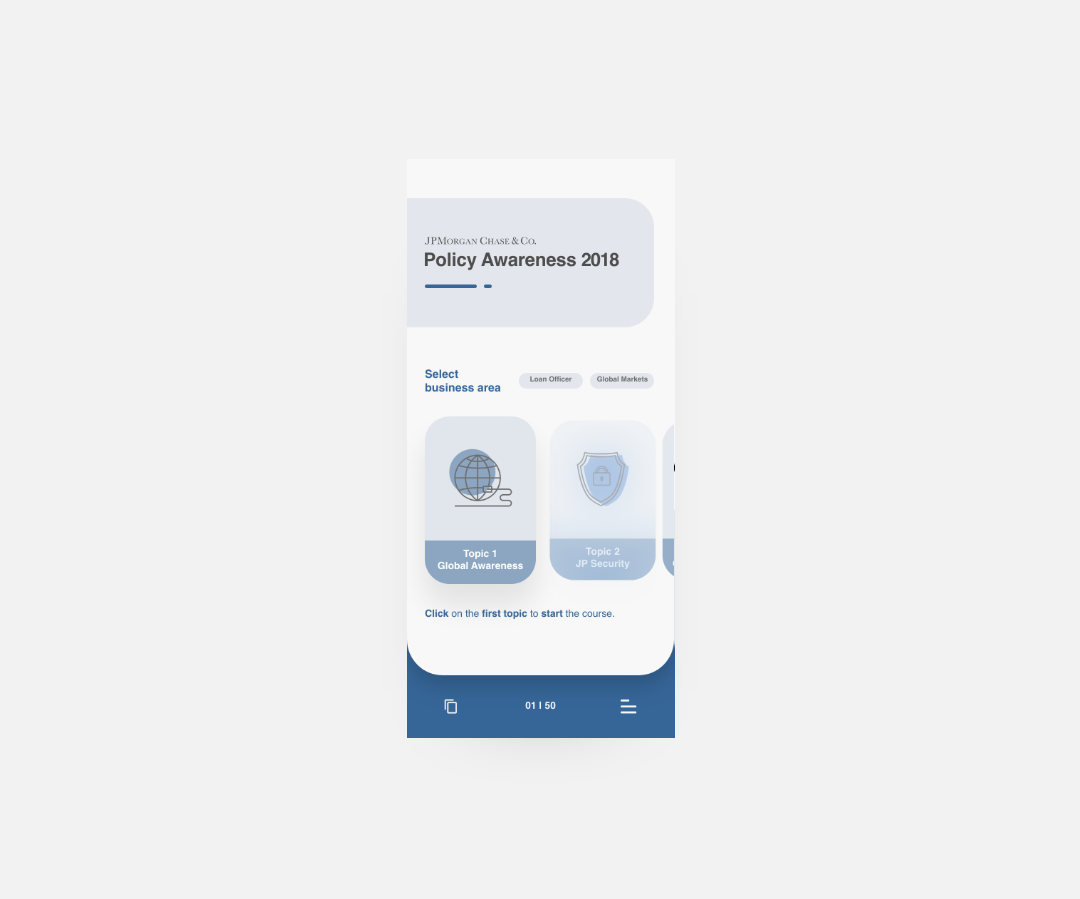 JPMORGAN CHASE & CO.
Policy Awareness 2018
Select
business area
Loan Officer
Global Markets
Topic 1
Global Awareness
Topic 2
JP Security
Click on the first topic to start the course.
01 I 50